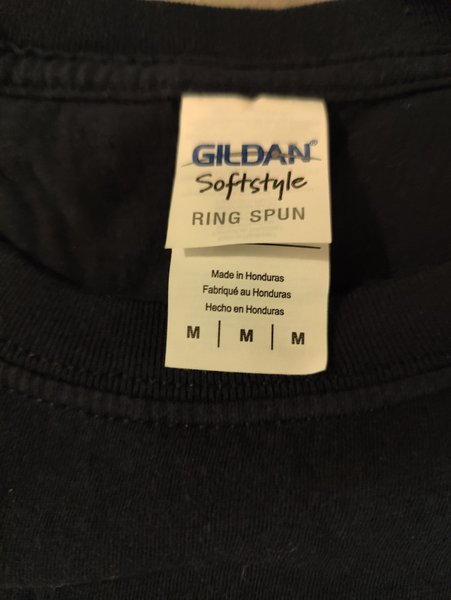 GILDAN®
Softstyle
RING SPUN
Made in Honduras
Fabriqué au Honduras
Hecho en Honduras
M | M | M